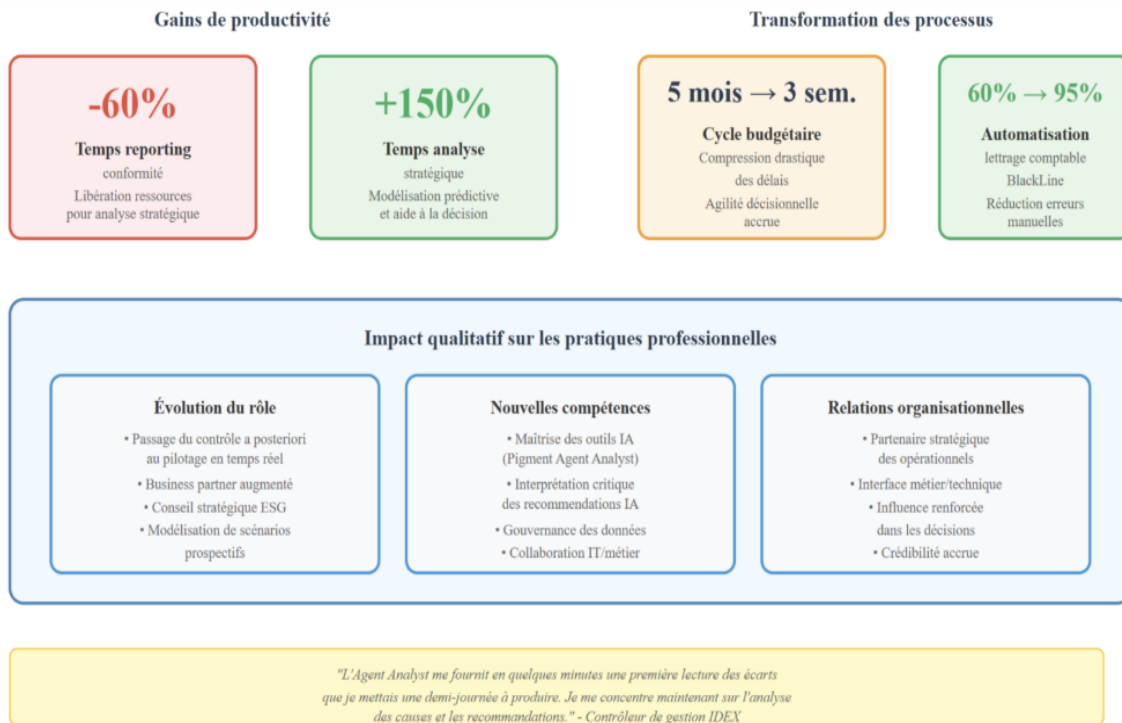 Gains de productivité
Transformation des processus
-60%
Temps reporting
conformité
Libération ressources
pour analyse stratégique
+150%
Temps analyse
stratégique
Modélisation prédictive
et aide à la décision
5 mois → 3 sem.
Cycle budgétaire
Compression drastique
des délais
Agilité décisionnelle
accrue
60% → 95%
Automatisation
lettrage comptable
BlackLine
Réduction erreurs
manuelles
Impact qualitatif sur les pratiques professionnelles
Évolution du rôle
• Passage du contrôle a posteriori
au pilotage en temps réel
• Business partner augmenté
• Conseil stratégique ESG
• Modélisation de scénarios
prospectifs
Nouvelles compétences
• Maîtrise des outils IA
(Pigment Agent Analyst)
• Interprétation critique
des recommendations IA
• Gouvernance des données
• Collaboration IT/métier
Relations organisationnelles
• Partenaire stratégique
des opérationnels
• Interface métier/technique
• Influence renforcée
dans les décisions
• Crédibilité accrue
"L'Agent Analyst me fournit en quelques minutes une première lecture des écarts
que je mettais une demi-journée à produire. Je me concentre maintenant sur l'analyse
des causes et les recommandations." - Contrôleur de gestion IDEX